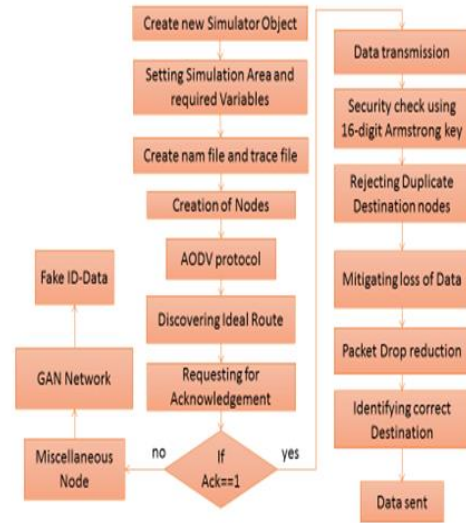 Create new Simulator Object
Setting Simulation Area and
required Variables
Create nam file and trace file
Creation of Nodes
AODV protocol
Discovering Ideal Route
Requesting for
Acknowledgement
If
Ack==1
no
yes
Miscellaneous
Node
GAN Network
Fake ID-Data
Data transmission
Security check using
16-digit Armstrong key
Rejecting Duplicate
Destination nodes
Mitigating loss of Data
Packet Drop reduction
Identifying correct
Destination
Data sent